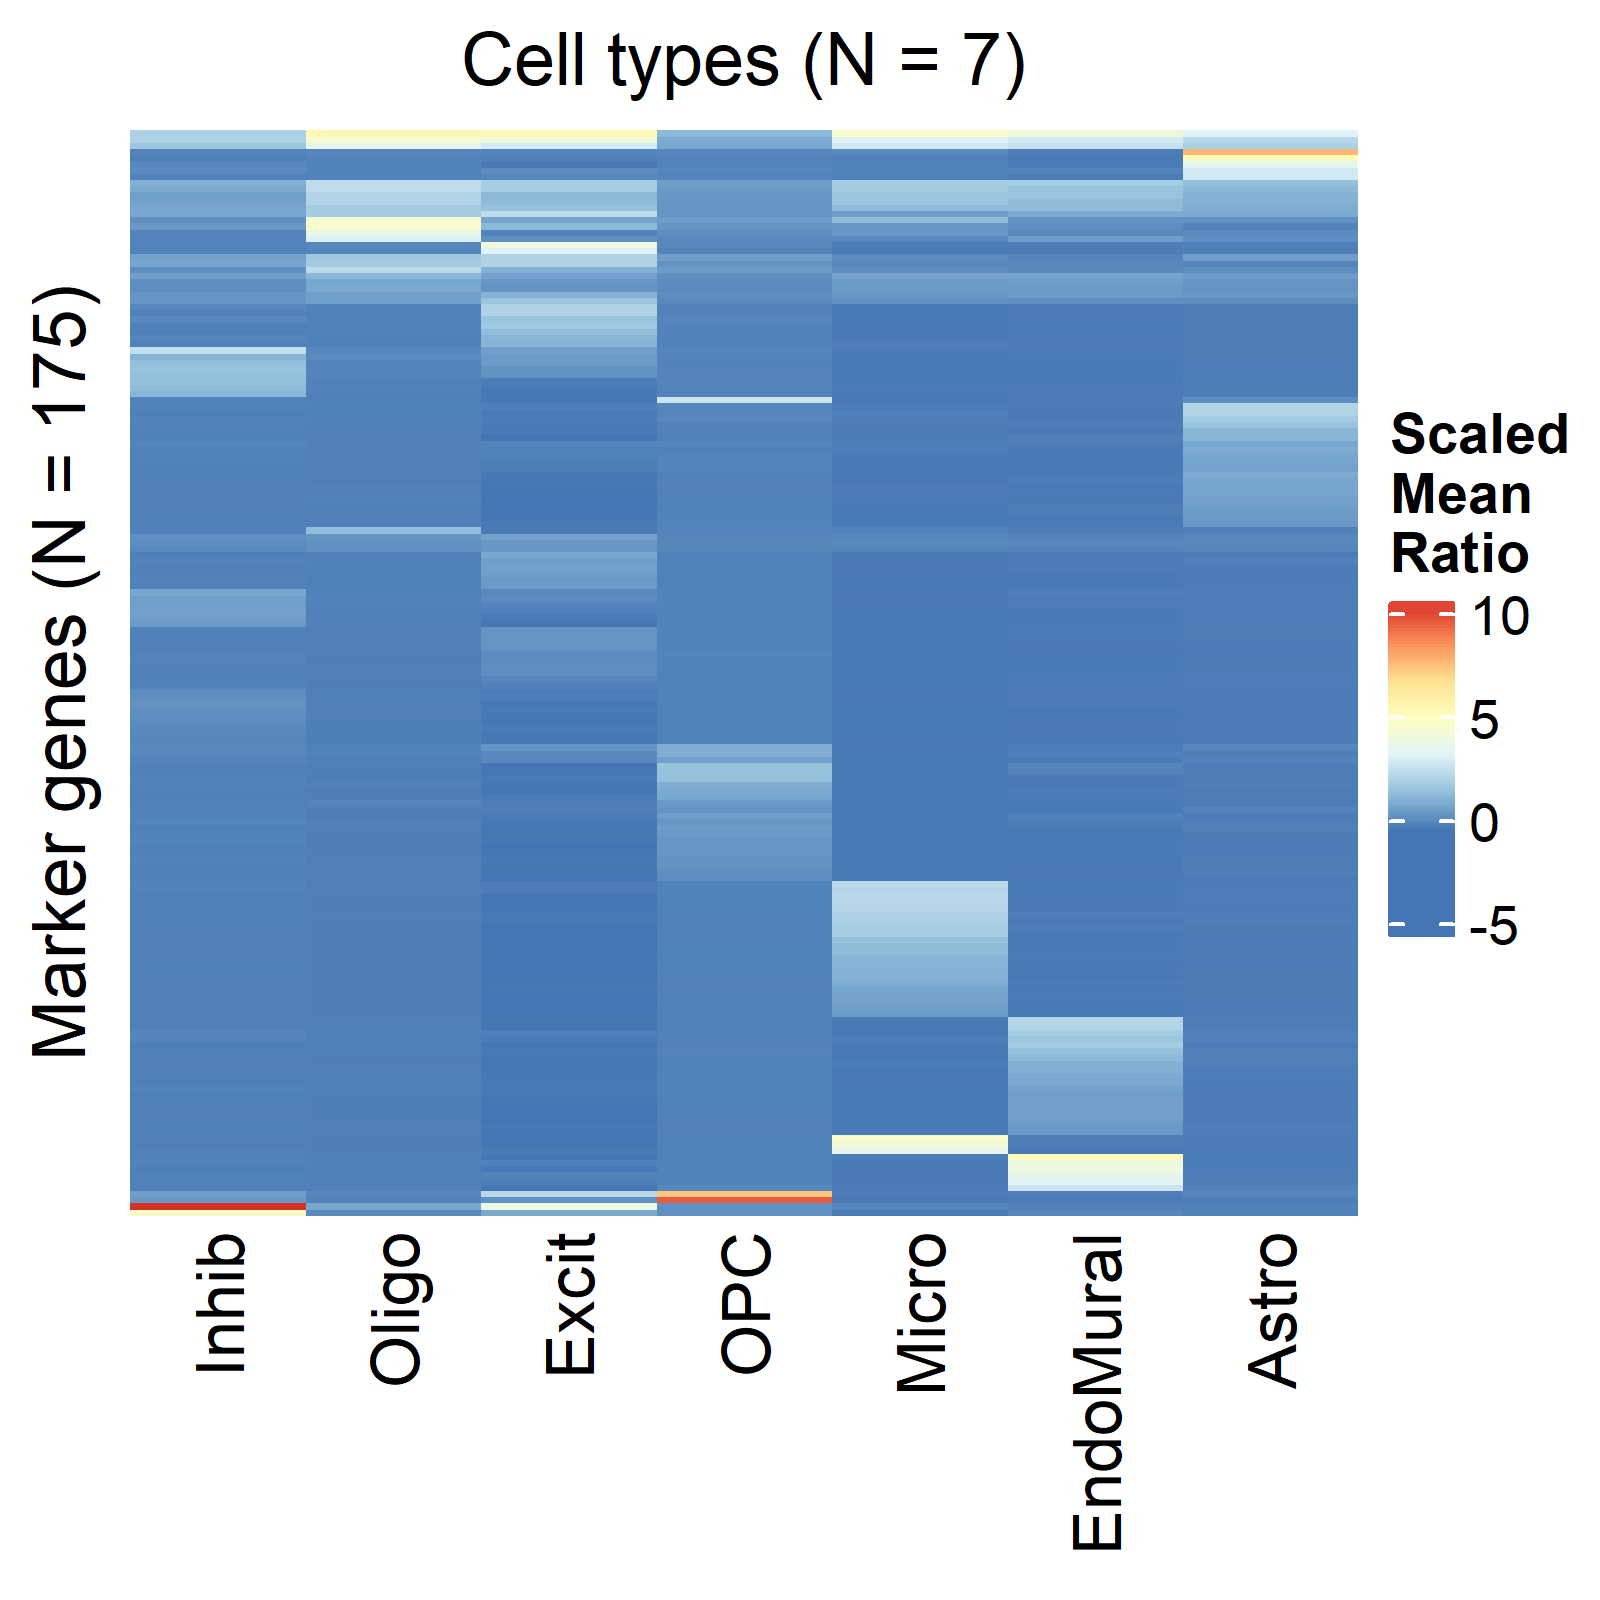 Cell types (N = 7)
Marker genes (N = 175)
Scaled
Mean
Ratio
10
5
0
-5
Inhib
Oligo
Excit
OPC
Micro
EndoMural
Astro